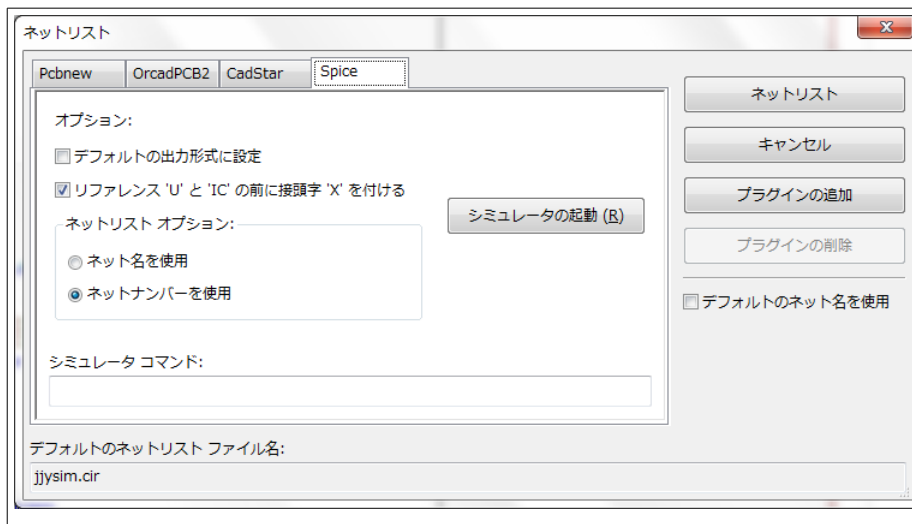 ネットリスト
Pcbnew OrcadPCB2 CadStar Spice
オプション:
デフォルトの出力形式に設定
リファレンス 'U' と 'IC' の前に接頭字 'X' を付ける
ネットリスト オプション:
ネット名を使用
ネットナンバーを使用
シミュレータの起動 (R)
シミュレータ コマンド:
ネットリスト
キャンセル
プラグインの追加
プラグインの削除
デフォルトのネット名を使用
デフォルトのネットリスト ファイル名:
jjysim.cir